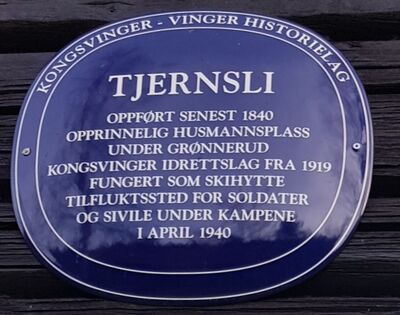 KONGSVINGER - VINGER HISTORIELAG
TJERNSLI
OPPFØRT SENEST 1840
OPPRINNELIG HUSMANNSPLASS
UNDER GRØNNERUD
KONGSVINGER IDRETTSLAG FRA 1919
FUNGERT SOM SKIHYTTE
TILFLUKTSSTED FOR SOLDATER
OG SIVILE UNDER KAMPENE
I APRIL 1940